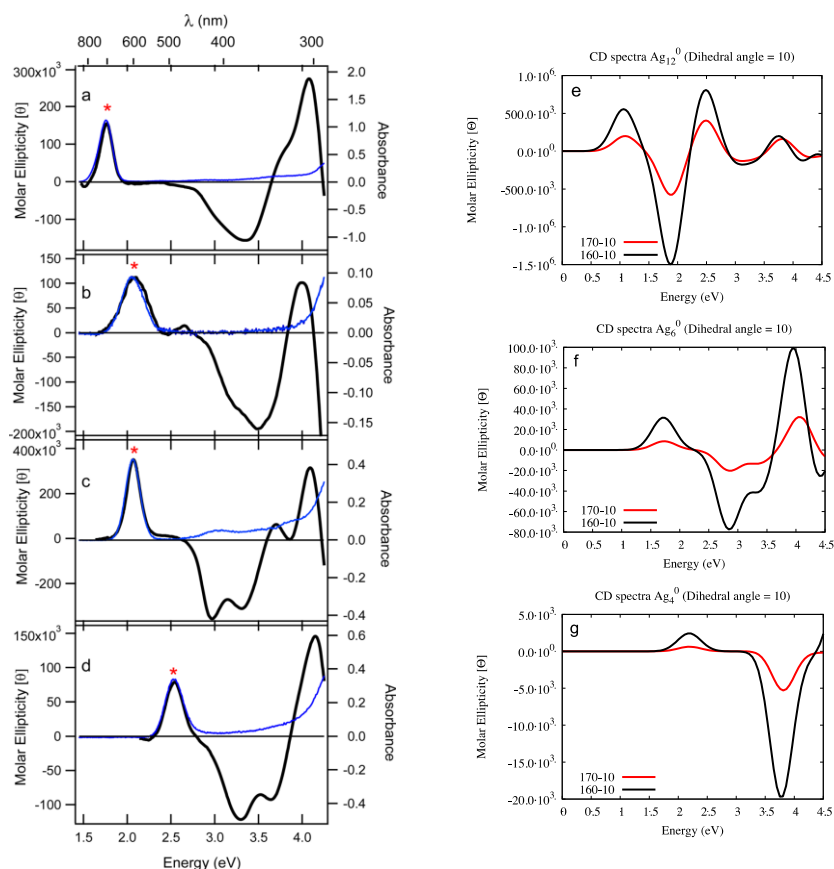 λ (nm)
800 600 500 400 300
300x10³
200
100
0
-100
Molar Ellipticity [θ]
a
*
2.0
1.5
1.0
0.5
0.0
-0.5
-1.0
Absorbance
150
100
50
0
-50
-100
-150
-200x10³
Molar Ellipticity [θ]
b
*
0.10
0.05
0.00
-0.05
-0.10
-0.15
Absorbance
400x10³
200
0
-200
Molar Ellipticity [θ]
c
*
0.4
0.2
0.0
-0.2
-0.4
Absorbance
150x10³
100
50
0
-50
-100
Molar Ellipticity [θ]
d
*
0.6
0.4
0.2
0.0
-0.2
-0.4
Absorbance
1.5 2.0 2.5 3.0 3.5 4.0
Energy (eV)
CD spectra Ag₁₂⁰ (Dihedral angle = 10)
e
1.0·10⁶
500.0·10³
0.0·10⁰
-500.0·10³
-1.0·10⁶
-1.5·10⁶
Molar Ellipticity [Θ]
170-10
160-10
0 0.5 1 1.5 2 2.5 3 3.5 4 4.5
Energy (eV)
CD spectra Ag₆⁰ (Dihedral angle = 10)
f
100.0·10³
80.0·10³
60.0·10³
40.0·10³
20.0·10³
0.0·10⁰
-20.0·10³
-40.0·10³
-60.0·10³
-80.0·10³
Molar Ellipticity [Θ]
170-10
160-10
0 0.5 1 1.5 2 2.5 3 3.5 4 4.5
Energy (eV)
CD spectra Ag₄⁰ (Dihedral angle = 10)
g
5.0·10³
0.0·10⁰
-5.0·10³
-10.0·10³
-15.0·10³
-20.0·10³
Molar Ellipticity [Θ]
170-10
160-10
0 0.5 1 1.5 2 2.5 3 3.5 4 4.5
Energy (eV)